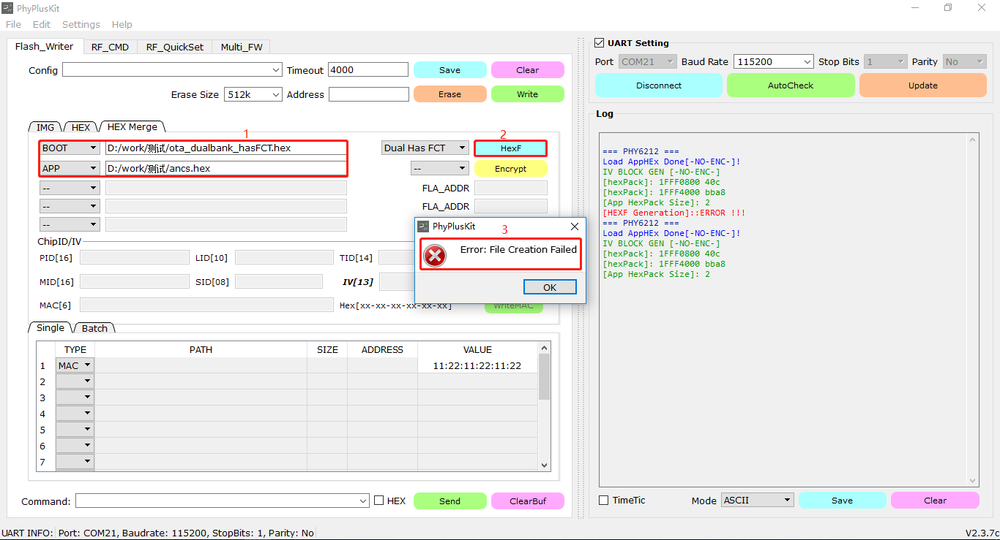 PhyPlusKit
File Edit Settings Help
Flash_Writer RF_CMD RF_QuickSet Multi_FW
Config Timeout 4000 Save Clear
Erase Size 512k Address Erase Write
IMG HEX HEX Merge
1 2
BOOT D:/work/测试/ota_dualbank_hasFCT.hex Dual Has FCT HexF
APP D:/work/测试/ancs.hex -- Encrypt
-- FLA_ADDR
-- FLA_ADDR
--
PhyPlusKit
3
Error: File Creation Failed
OK
ChipID/IV
PID[16] LID[10] TID[14]
MID[16] SID[08] IV[13]
MAC[6] Hex[xx-xx-xx-xx-xx-xx] WriteMAC
Single Batch
TYPE PATH SIZE ADDRESS VALUE
1 MAC 11:22:11:22:11:22
2
3
4
5
6
7
Command: HEX Send ClearBuf
UART Setting
Port COM21 Baud Rate 115200 Stop Bits 1 Parity No
Disconnect AutoCheck Update
Log
=== PHY6212 ===
Load AppHEx Done[-NO-ENC-]!
IV BLOCK GEN [-NO-ENC-]
[hexPack]: 1FFF0800 40c
[hexPack]: 1FFF4000 bba8
[App HexPack Size]: 2
[HEXF Generation]::ERROR !!!
=== PHY6212 ===
Load AppHEx Done[-NO-ENC-]!
IV BLOCK GEN [-NO-ENC-]
[hexPack]: 1FFF0800 40c
[hexPack]: 1FFF4000 bba8
[App HexPack Size]: 2
TimeTic Mode ASCII Save Clear
UART INFO: Port: COM21, Baudrate: 115200, StopBits: 1, Parity: No V2.3.7c